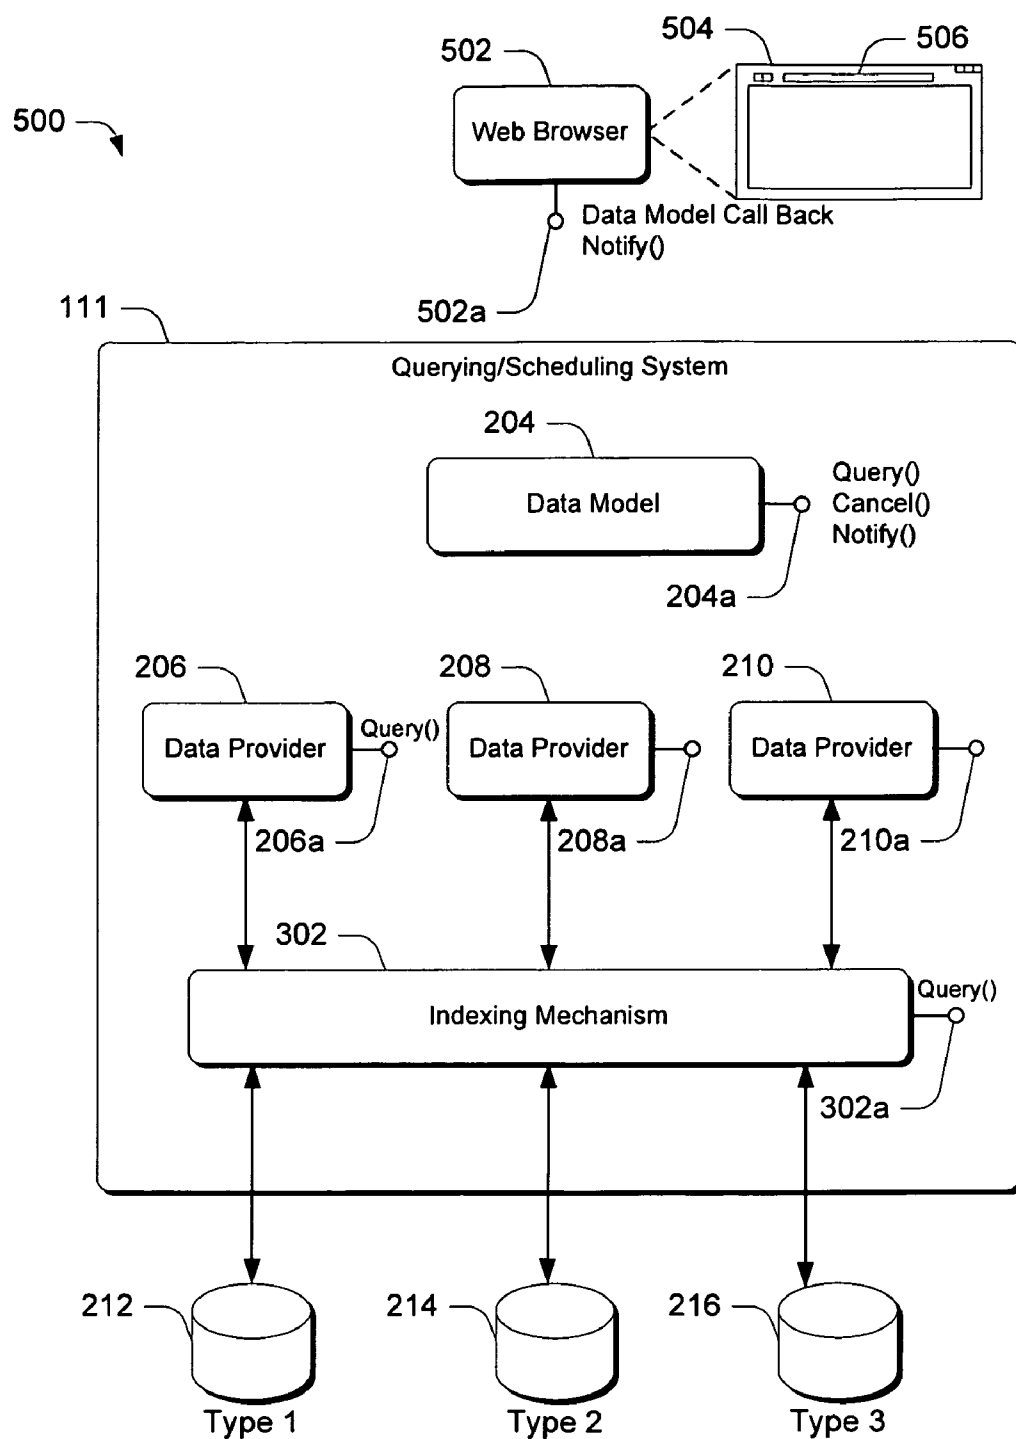 504
506
502
500
Web Browser
Data Model Call Back
Notify()
502a
111
Querying/Scheduling System
204
Query()
Data Model
Cancel()
Notify()
204a
206
208
210
Query()
Data Provider
Data Provider
Data Provider
206a
208a
210a
302
Query()
Indexing Mechanism
302a
212
214
216
Type 1
Type 2
Type 3